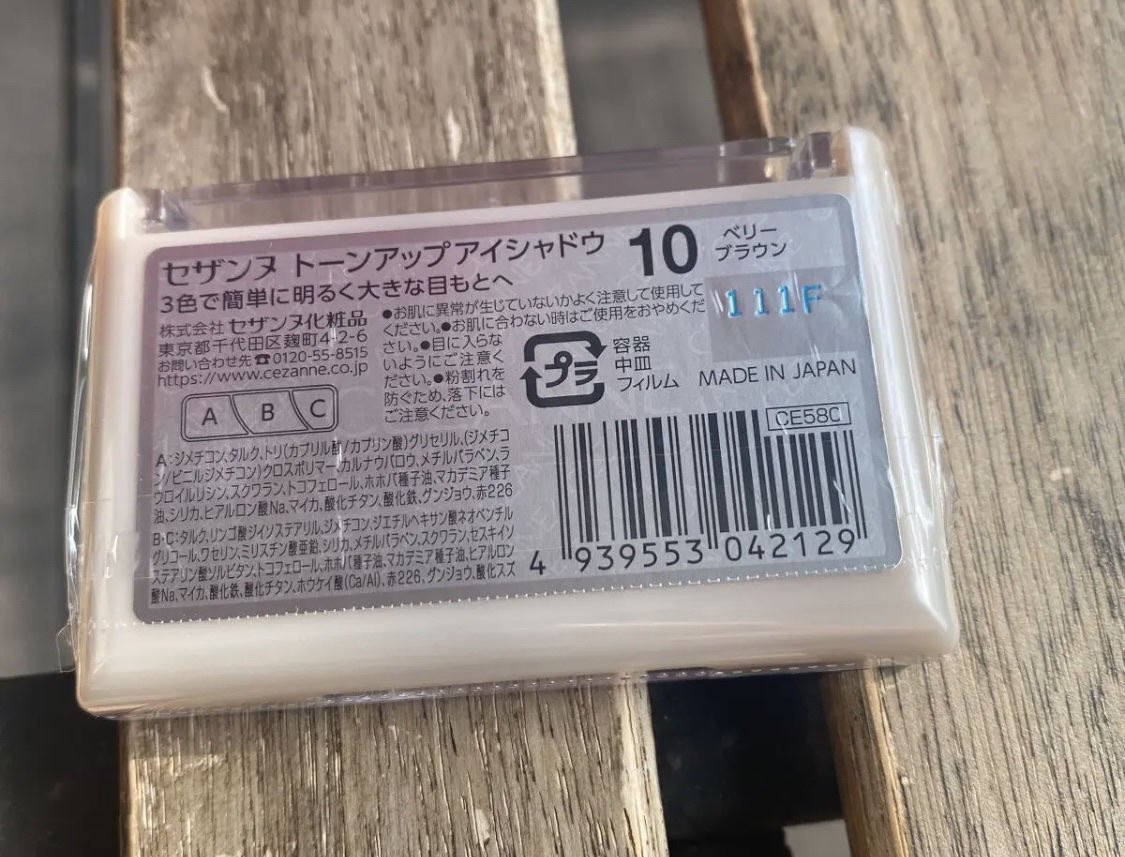 セザンヌ トーンアップアイシャドウ
10
ベリー
ブラウン
3色で簡単に明るく大きな目もとへ
111F
株式会社 セザンヌ化粧品
東京都千代田区麹町4-2-6
お問い合わせ先☎0120-55-8515
https://www.cezanne.co.jp
●お肌に異常が生じていないかよく注意して使用して
ください。●お肌に合わない時はご使用をおやめくだ
さい。●目に入らな
いようにご注意く
ださい。●粉割れを
防ぐため、落下には
ご注意ください。
プラ
容器
中皿
フィルム
MADE IN JAPAN
A B C
CE580
A:ジメチコン、タルク、トリ(カプリル酸/カプリン酸)グリセリル、(ジメチコ
ン/ビニルジメチコン)クロスポリマー、カルナウバロウ、メチルパラベン、ラ
ウロイルリシン、スクワラン、トコフェロール、ホホバ種子油、マカデミア種子
油、シリカ、ヒアルロン酸Na、マイカ、酸化チタン、酸化鉄、グンジョウ、赤226
B・C:タルク、リンゴ酸ジイソステアリル、ジメチコン、ジエチルヘキサン酸ネオペンチル
グリコール、ワセリン、ミリスチン酸亜鉛、シリカ、メチルパラベン、スクワラン、セスキイソ
ステアリン酸ソルビタン、トコフェロール、ホホバ種子油、マカデミア種子油、ヒアルロン
酸Na、マイカ、酸化鉄、酸化チタン、ホウケイ酸(Ca/Al)、赤226、グンジョウ、酸化スズ
4 939553 042129